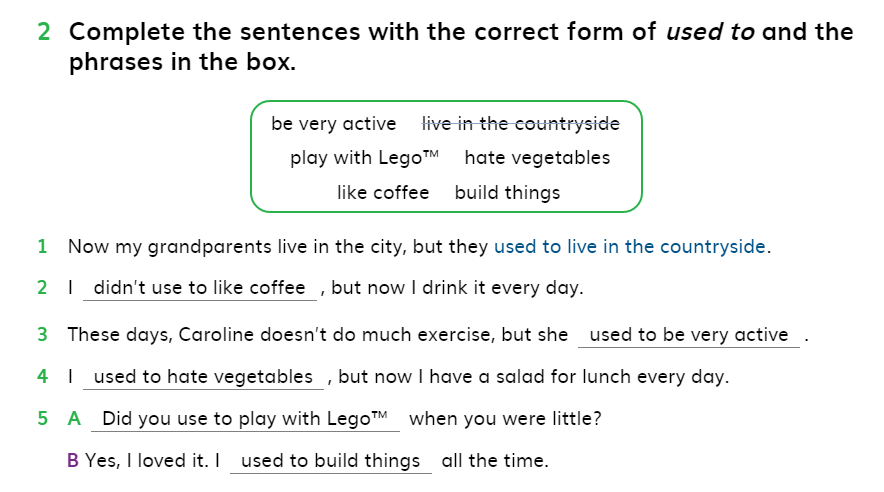 2 Complete the sentences with the correct form of used to and the
phrases in the box.
be very active live in the countryside
play with Lego™ hate vegetables
like coffee build things
1 Now my grandparents live in the city, but they used to live in the countryside.
2 I didn't use to like coffee , but now I drink it every day.
3 These days, Caroline doesn't do much exercise, but she used to be very active .
4 I used to hate vegetables , but now I have a salad for lunch every day.
5 A Did you use to play with Lego™ when you were little?
B Yes, I loved it. I used to build things all the time.